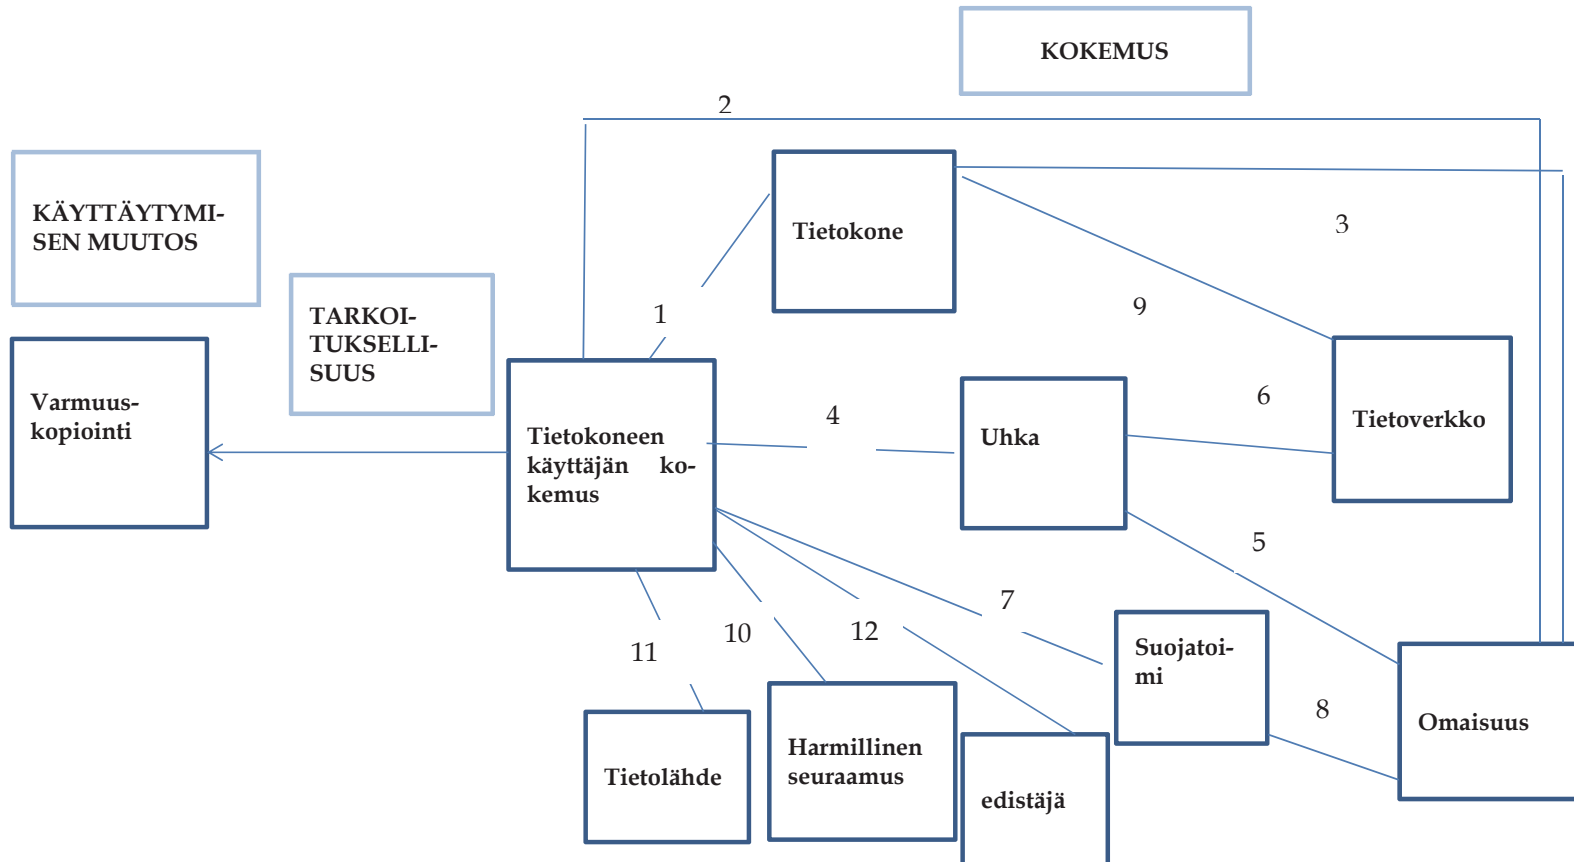 KOKEMUS
2
KÄYTTÄYTYMI-
SEN MUUTOS
Tietokone
3
TARKOI-
TUKSELLI-
SUUS
1
9
Varmuus-
kopiointi
Tietokoneen
käyttäjän ko-
kemus
4
Uhka
6
Tietoverkko
5
7
10
12
11
Suojatoi-
mi
8
Omaisuus
Tietolähde
Harmillinen
seuraamus
edistäjä